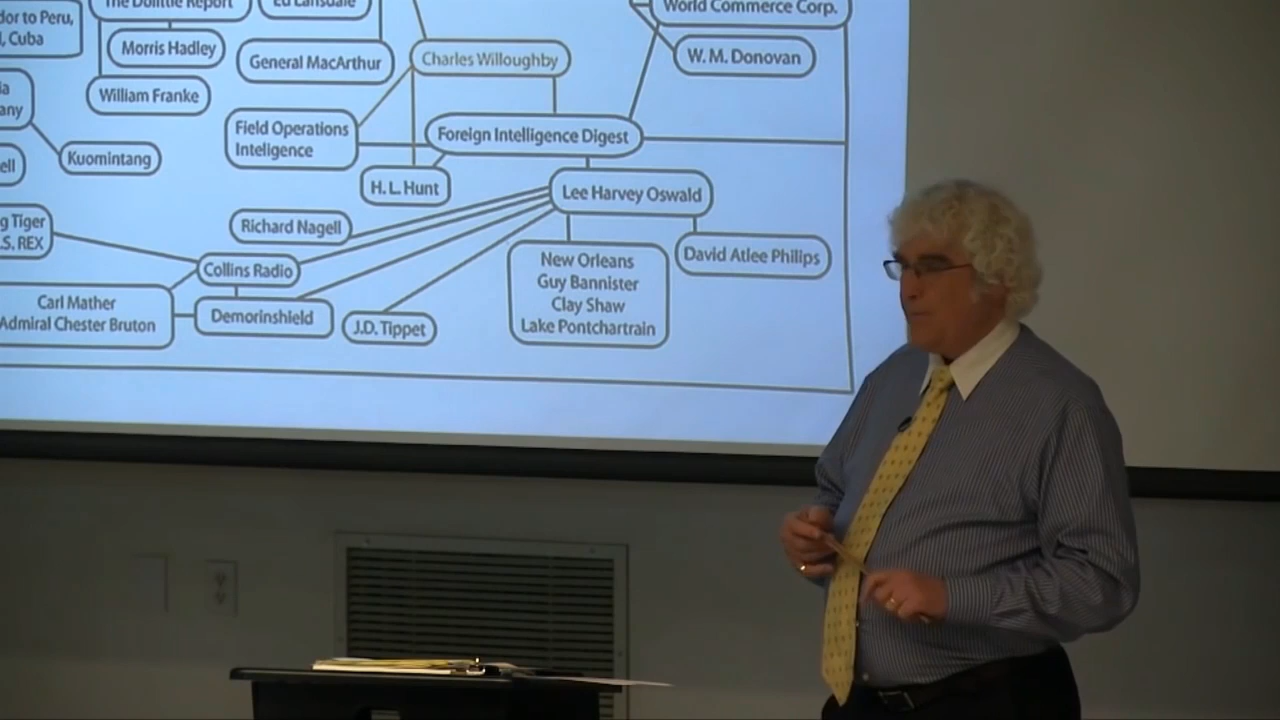 The Dolittle Report
Ed Lansdale
World Commerce Corp.
dor to Peru,
l, Cuba
Morris Hadley
General MacArthur
Charles Willoughby
W. M. Donovan
ia
any
William Franke
Field Operations
Inteligence
Foreign Intelligence Digest
ell
Kuomintang
H. L. Hunt
Lee Harvey Oswald
g Tiger
.S. REX
Richard Nagell
David Atlee Philips
Collins Radio
New Orleans
Guy Bannister
Clay Shaw
Lake Pontchartrain
Carl Mather
Admiral Chester Bruton
Demorinshield
J.D. Tippet